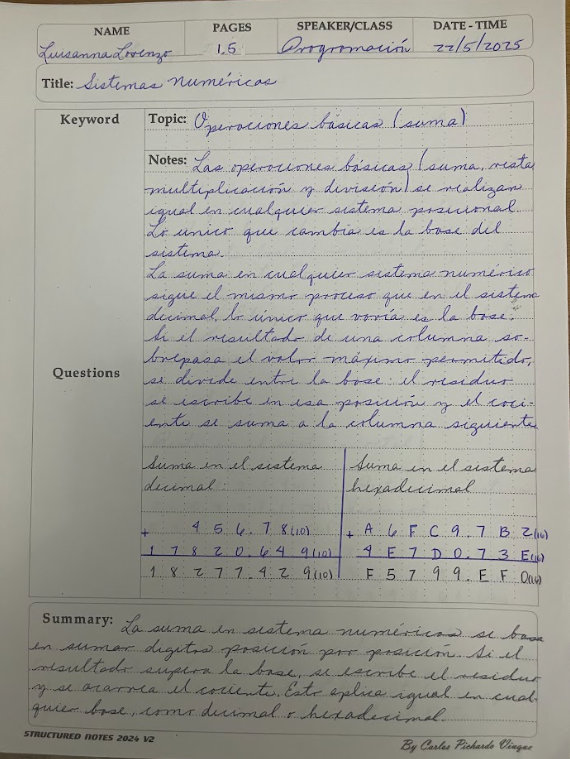 NAME PAGES SPEAKER/CLASS DATE - TIME
Luisanna Lorenzo 1.5 Programación 22/5/2025
Title: Sistemas numéricos
Keyword
Topic: Operaciones básicas (suma)
Notes: Las operaciones básicas (suma, resta
multiplicación y división) se realizan
igual en cualquier sistema posicional.
Lo único que cambia es la base del
sistema.
La suma en cualquier sistema numérico
sigue el mismo proceso que en el sistema
decimal, lo único que varía es la base.
Si el resultado de una columna so-
brepasa el valor máximo permitido,
Questions
se divide entre la base: el residuo
se escribe en esa posición y el coci-
ente se suma a la columna siguiente
Suma en el sistema
decimal
+ 4 5 6 . 7 8(10)
1 7 8 2 0 . 6 4 9(10)
1 8 2 7 7 . 4 2 9(10)
Suma en el sistema
hexadecimal
+ A 6 F C 9 . 7 B 2(16)
4 E 7 D 0 . 7 3 E(16)
F 5 7 9 9 . E F 0(16)
Summary: La suma en sistema numéricos se basa
en sumar dígitos posición por posición. Si el
resultado supera la base, se escribe el residuo
y se acarrea el cociente. Esto aplica igual en cual-
quier base, como decimal o hexadecimal.
STRUCTURED NOTES 2024 V2
By Carlos Pichardo Viuque